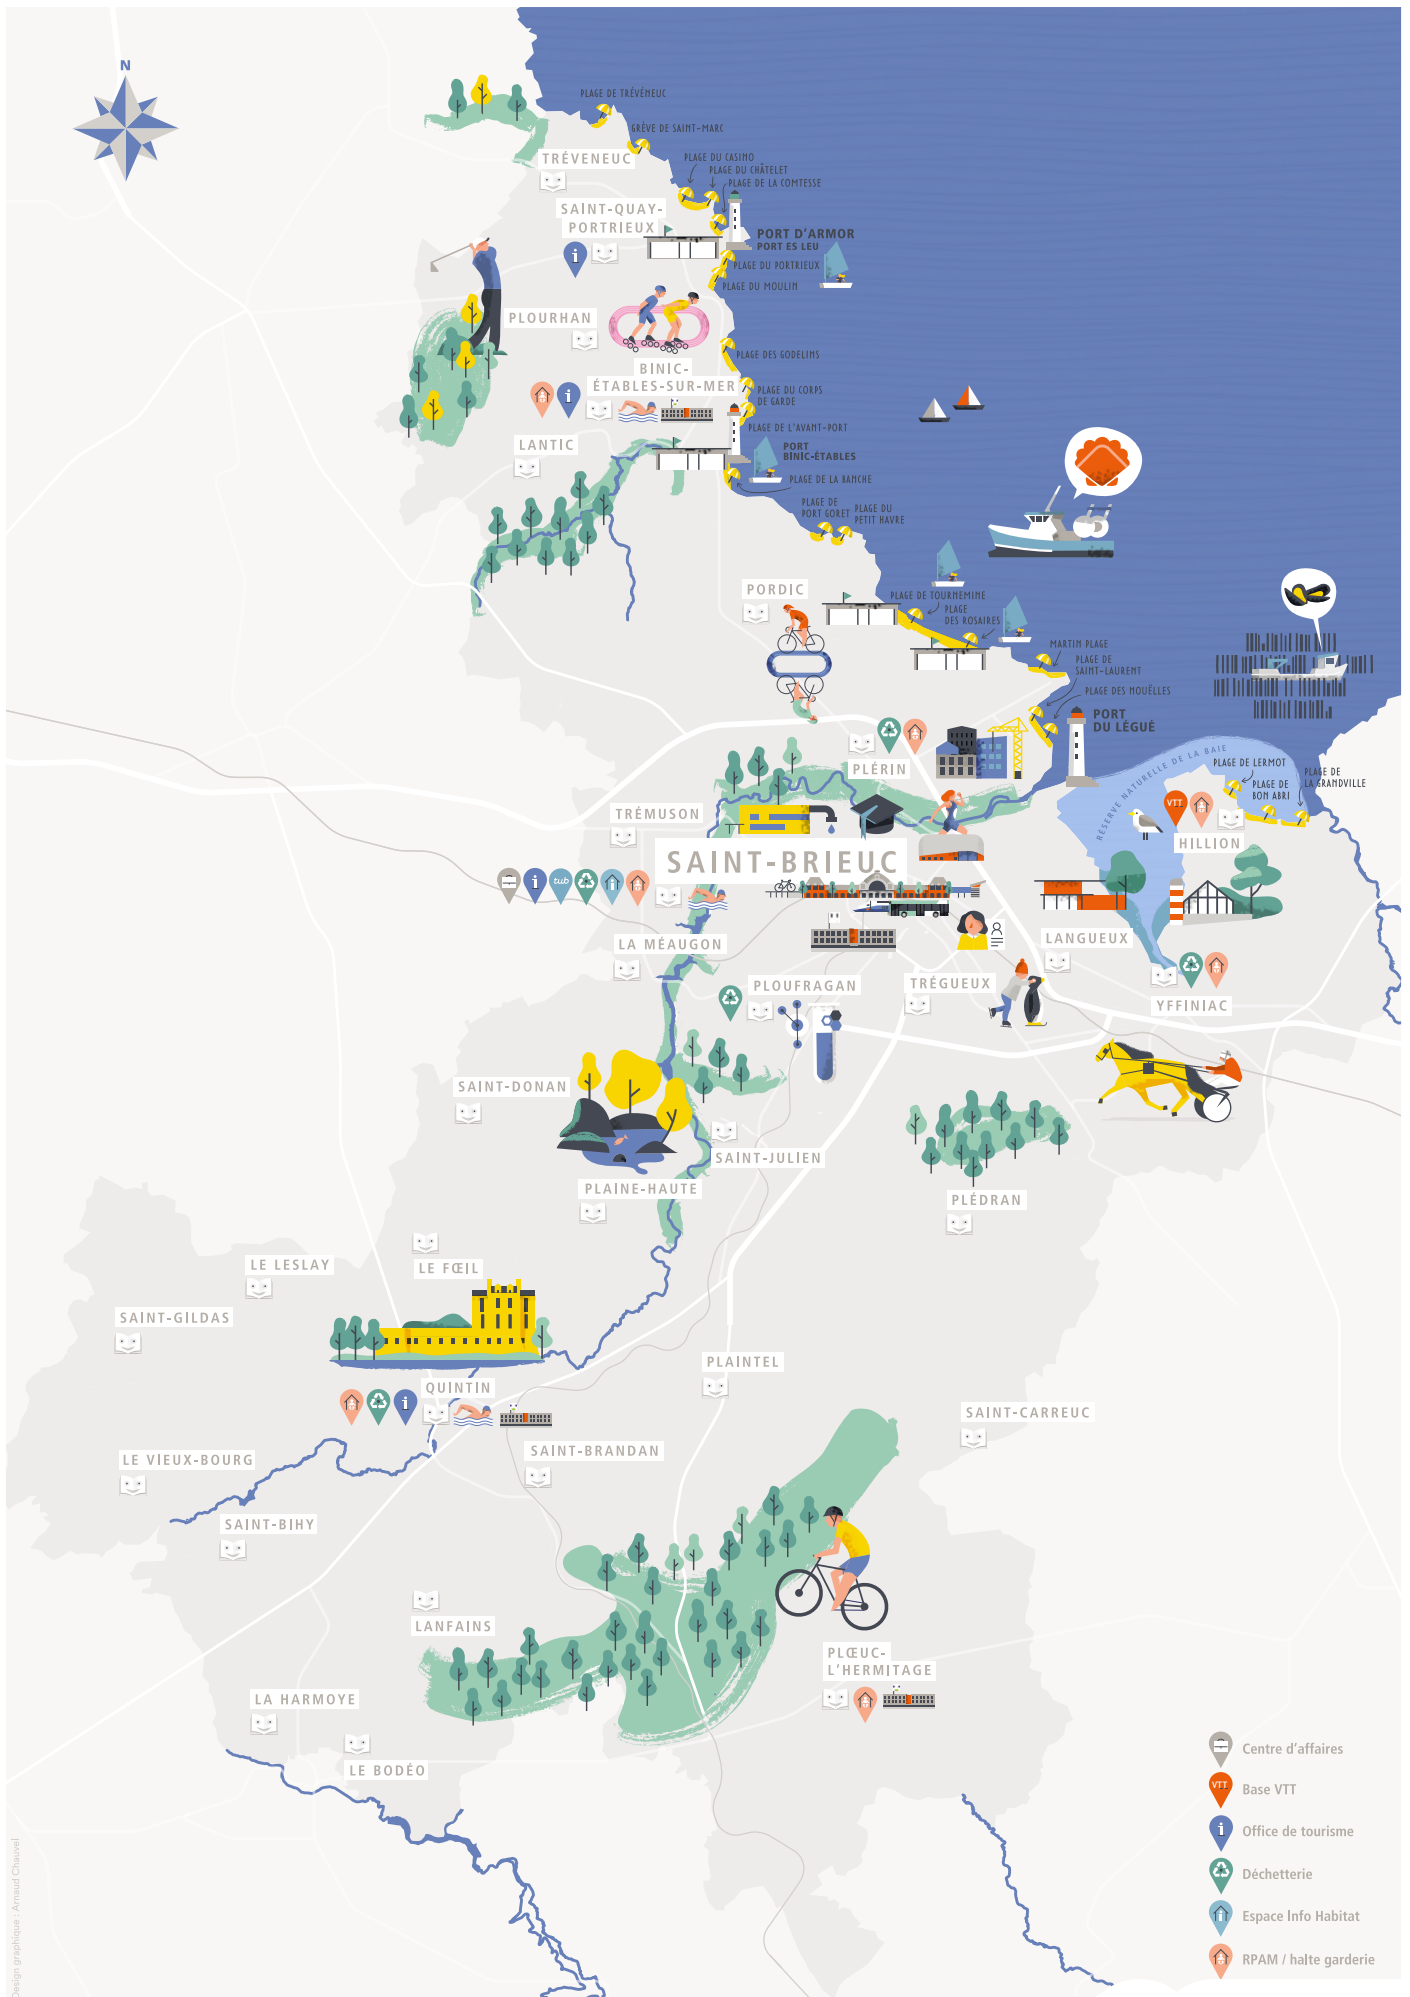 N
PLAGE DE TRÉVENEUC
GRÈVE DE SAINT-MARC
TRÉVENEUC
PLAGE DU CASINO
PLAGE DU CHÂTELET
PLAGE DE LA COMTESSE
SAINT-QUAY-
PORTRIEUX
i
PORT D'ARMOR
PORT ES LEU
PLAGE DU PORTRIEUX
PLAGE DU MOULIN
PLOURHAN
PLAGE DES GODELINS
BINIC-
ÉTABLES-SUR-MER
i
PLAGE DU CORPS
DE GARDE
PLAGE DE L'AVANT-PORT
LANTIC
PORT
BINIC-ÉTABLES
PLAGE DE LA BANCHE
PLAGE DE
PORT GORET
PLAGE DU
PETIT HAVRE
PORDIC
PLAGE DE TOURNEMINE
PLAGE
DES ROSAIRES
MARTIN PLAGE
PLAGE DE
SAINT-LAURENT
PLAGE DES NOUËLLES
PORT
DU LÉGUÉ
PLÉRIN
RÉSERVE NATURELLE DE LA BAIE
PLAGE DE LERMOT
PLAGE DE
BON ABRI
PLAGE DE
LA GRANDVILLE
VTT
HILLION
TRÉMUSON
SAINT-BRIEUC
i
tub
i
LA MÉAUGON
LANGUEUX
PLOUFRAGAN
TRÉGUEUX
YFFINIAC
SAINT-DONAN
SAINT-JULIEN
PLAINE-HAUTE
PLÉDRAN
LE LESLAY
LE FŒIL
SAINT-GILDAS
PLAINTEL
QUINTIN
i
SAINT-CARREUC
LE VIEUX-BOURG
SAINT-BRANDAN
SAINT-BIHY
LANFAINS
PLŒUC-
L'HERMITAGE
LA HARMOYE
LE BODÉO
Centre d'affaires
VTT
Base VTT
i
Office de tourisme
Déchetterie
i
Espace Info Habitat
RPAM / halte garderie
Design graphique : Arnaud Chauvel